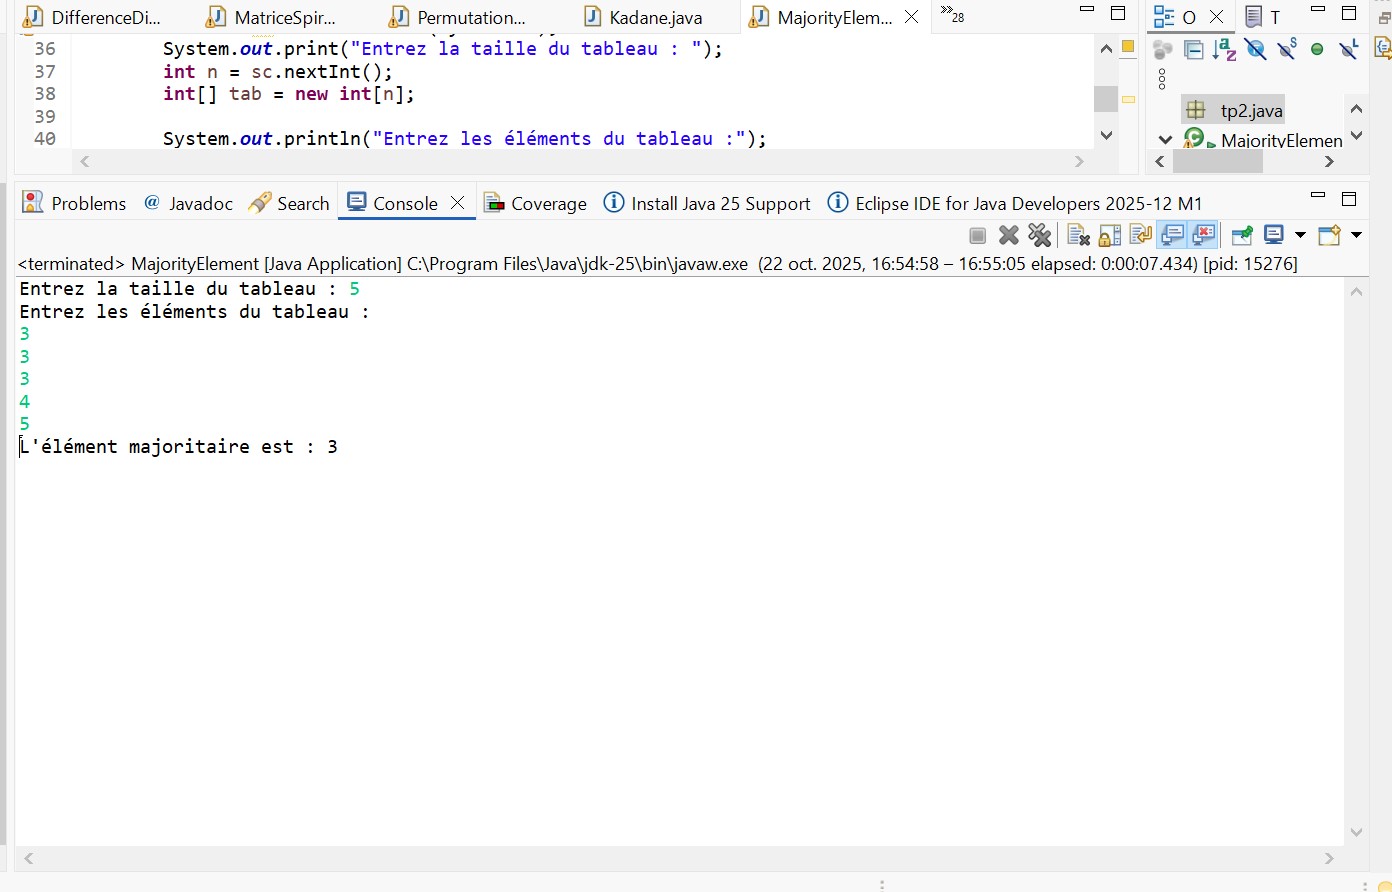 DifferenceDi...
MatriceSpir...
Permutation...
Kadane.java
MajorityElem...
»28
O
T
36 System.out.print("Entrez la taille du tableau : ");
37 int n = sc.nextInt();
38 int[] tab = new int[n];
39
40 System.out.println("Entrez les éléments du tableau :");
tp2.java
MajorityElemen
Problems
@ Javadoc
Search
Console
Coverage
Install Java 25 Support
Eclipse IDE for Java Developers 2025-12 M1
<terminated> MajorityElement [Java Application] C:\Program Files\Java\jdk-25\bin\javaw.exe (22 oct. 2025, 16:54:58 – 16:55:05 elapsed: 0:00:07.434) [pid: 15276]
Entrez la taille du tableau : 5
Entrez les éléments du tableau :
3
3
3
4
5
L'élément majoritaire est : 3